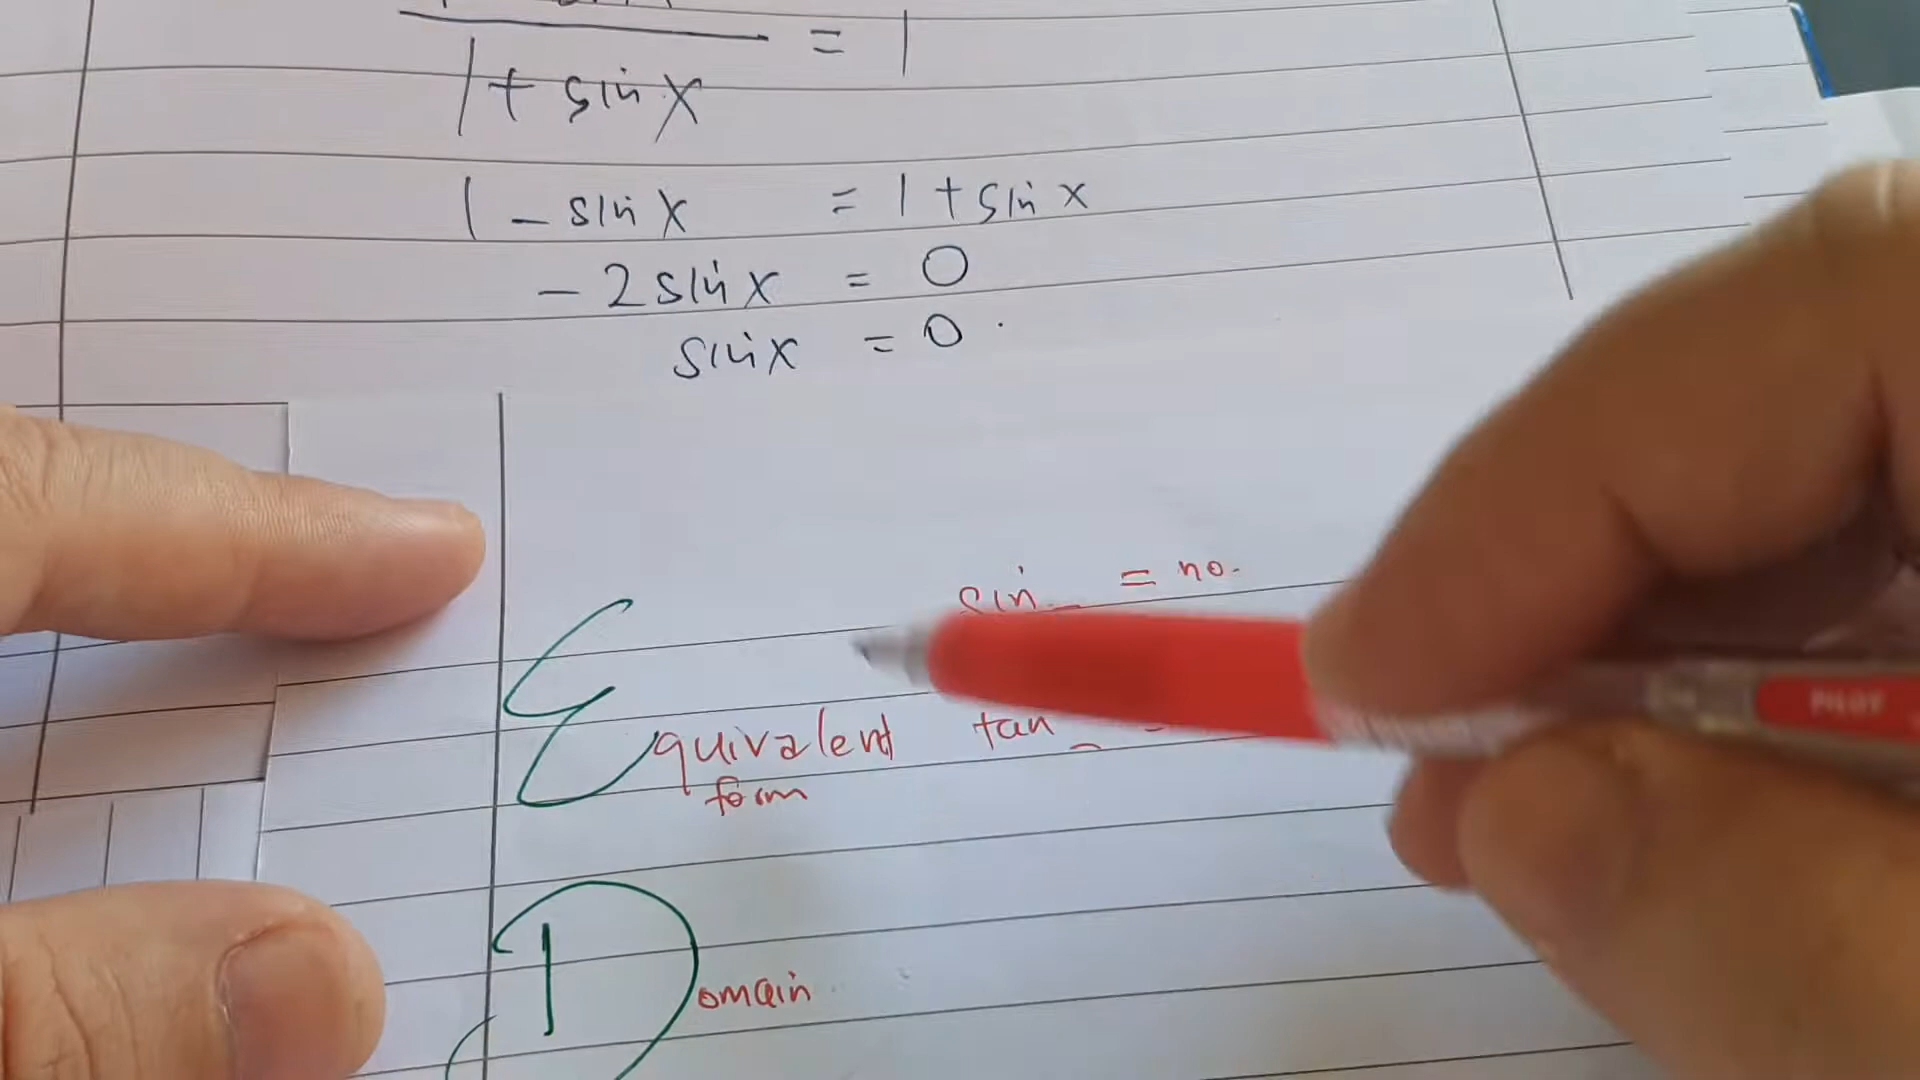 = 1
1 + sin x
1 - sin x = 1 + sin x
- 2 sin x = 0
sin x = 0
sin = no.
Equivalent tan
form
Domain
PILOT